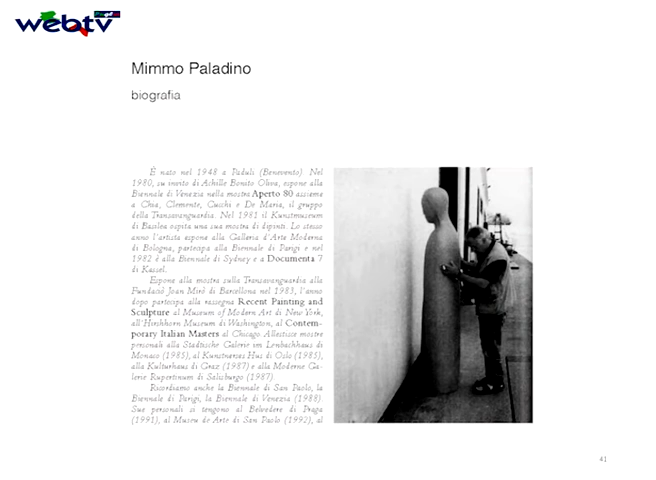 webtv
Mimmo Paladino
biografia
È nato nel 1948 a Paduli (Benevento). Nel
1980, su invito di Achille Bonito Oliva, espone alla
Biennale di Venezia nella mostra Aperto 80 assieme
a Chia, Clemente, Cucchi e De Maria, il gruppo
della Transavanguardia. Nel 1981 il Kunstmuseum
di Basilea ospita una sua mostra di dipinti. Lo stesso
anno l'artista espone alla Galleria d'Arte Moderna
di Bologna, partecipa alla Biennale di Parigi e nel
1982 è alla Biennale di Sydney e a Documenta 7
di Kassel.
Espone alla mostra sulla Transavanguardia alla
Fundació Joan Miró di Barcellona nel 1983, l'anno
dopo partecipa alla rassegna Recent Painting and
Sculpture al Museum of Modern Art di New York,
all'Hirshhorn Museum di Washington, al Contem-
porary Italian Masters al Chicago Allestisce mostre
personali alla Stadtische Galerie im Lenbachhaus di
Monaco (1985), al Kunstnernes Hus di Oslo (1985),
alla Kulturhaus di Graz (1987) e alla Moderne Ga-
lerie Rupertinum di Salisburgo (1987).
Ricordiamo anche la Biennale di San Paolo, la
Biennale di Parigi, la Biennale di Venezia (1988).
Sue personali si tengono al Belvedere di Praga
(1991), al Museu de Arte di San Paolo (1992), al
41